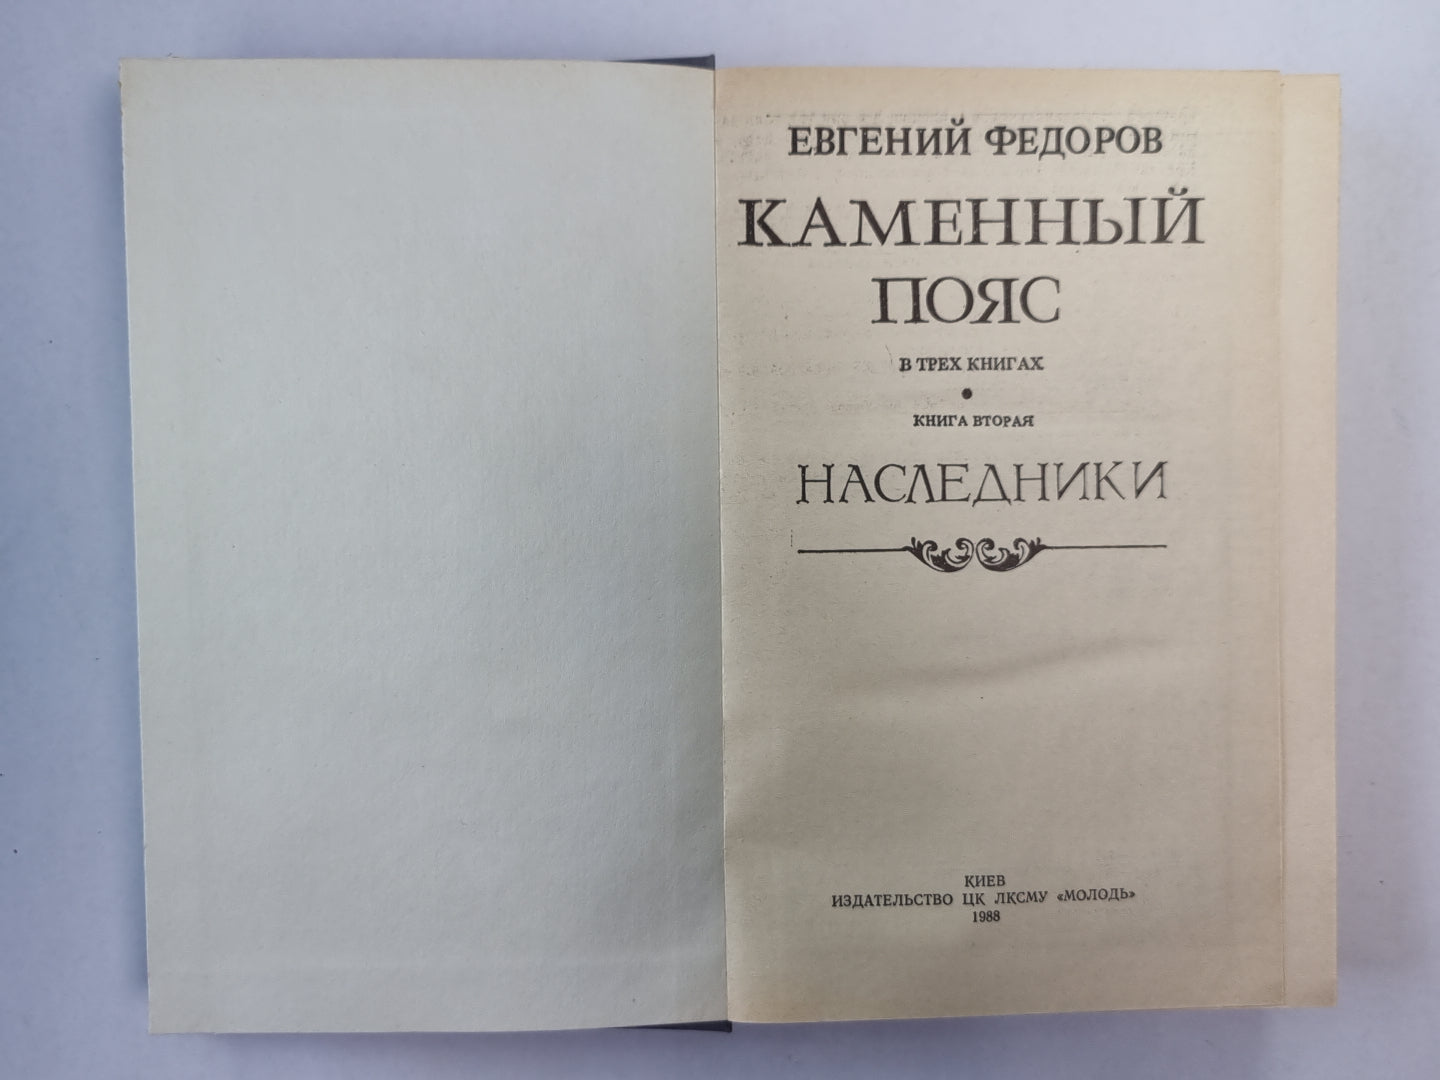 ЕВГЕНИЙ ФЕДОРОВ
КАМЕННЫЙ
ПОЯС
В ТРЕХ КНИГАХ
•
КНИГА ВТОРАЯ
НАСЛЕДНИКИ
КИЕВ
ИЗДАТЕЛЬСТВО ЦК ЛКСМУ «МОЛОДЬ»
1988